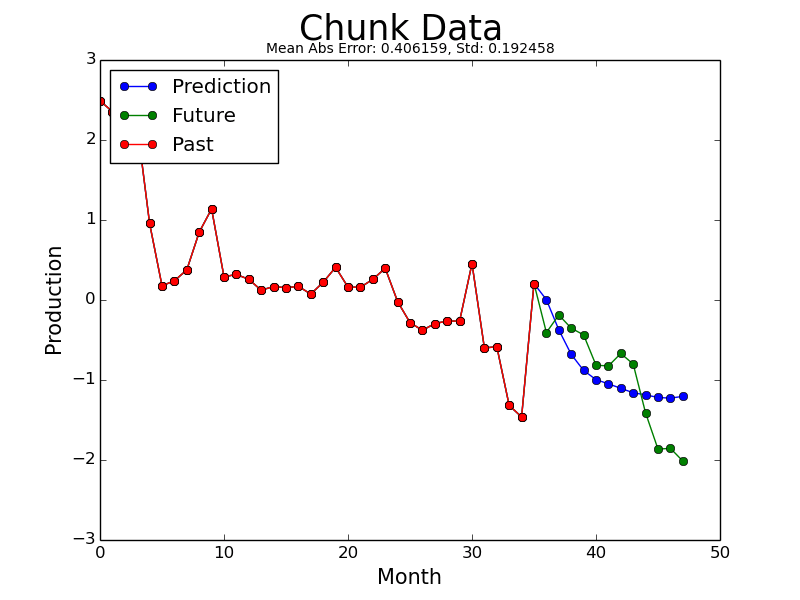 Chunk Data
Mean Abs Error: 0.406159, Std: 0.192458
3
2
1
0
−1
−2
−3
Production
Prediction
Future
Past
0
10
20
30
40
50
Month